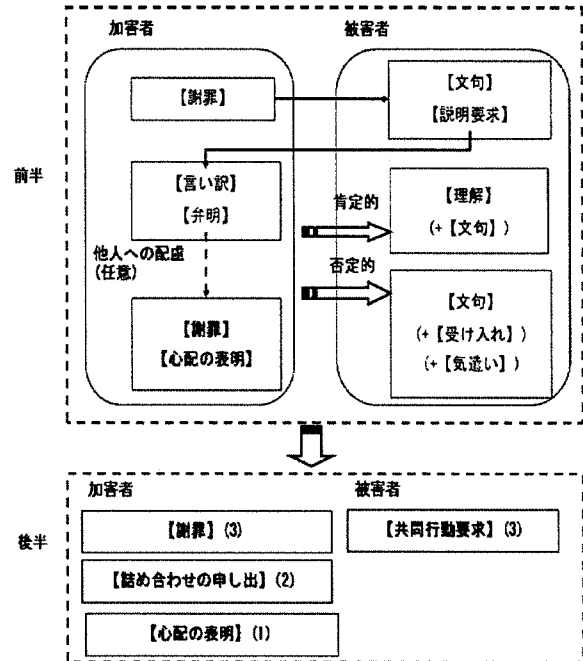 加害者
被害者
【謝罪】
【文句】
【説明要求】
前半
【言い訳】
【弁明】
肯定的
【理解】
(+【文句】)
他人への配慮
(任意)
否定的
【謝罪】
【心配の表明】
【文句】
(+【受け入れ】)
(+【気遣い】)
加害者
被害者
後半
【謝罪】(3)
【共同行動要求】(3)
【詰め合わせの申し出】(2)
【心配の表明】(1)